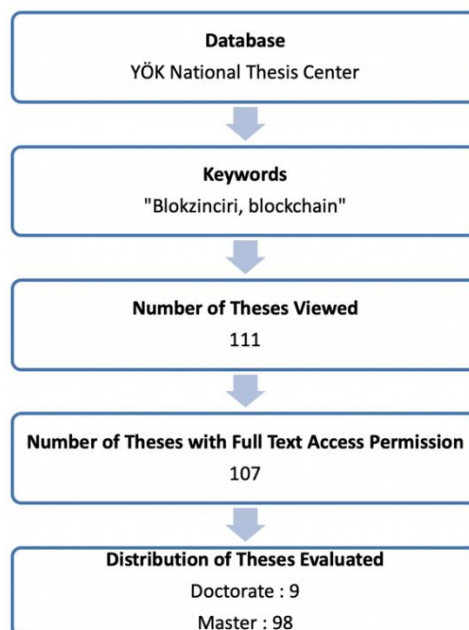 Database
YÖK National Thesis Center
Keywords
"Blokzinciri, blockchain"
Number of Theses Viewed
111
Number of Theses with Full Text Access Permission
107
Distribution of Theses Evaluated
Doctorate : 9
Master : 98